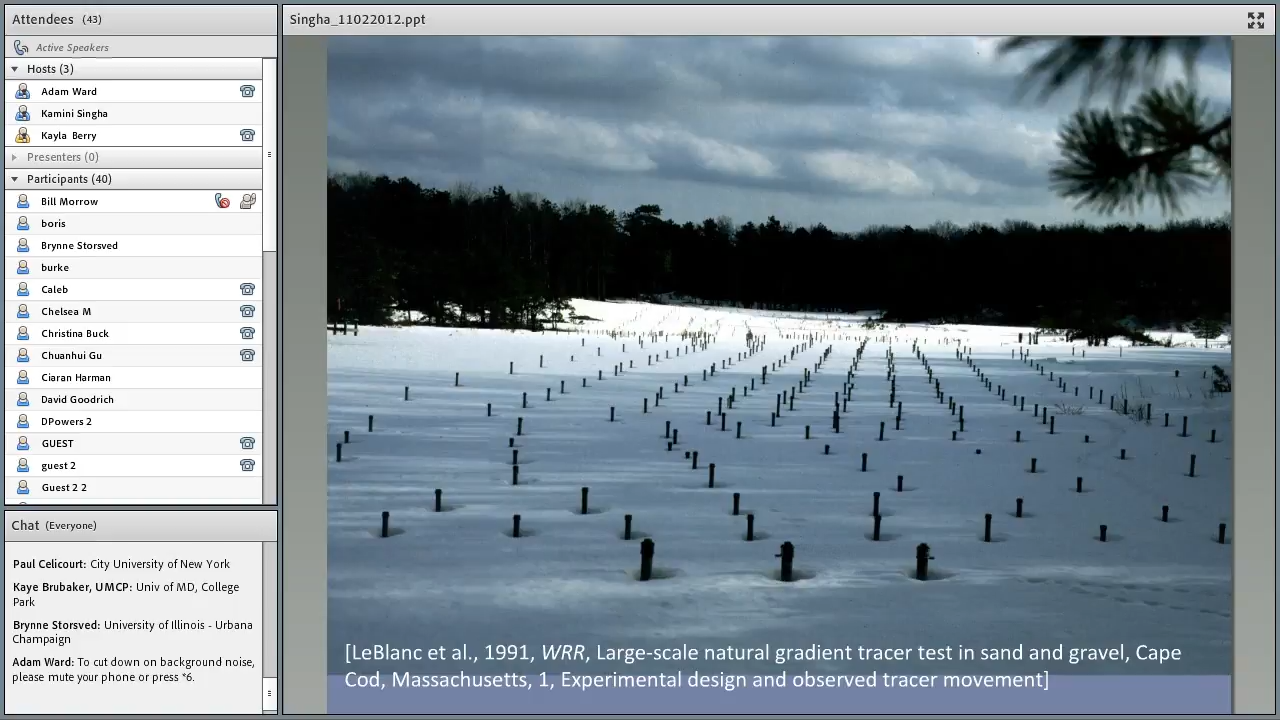 Attendees (43)
Active Speakers
Hosts (3)
Adam Ward
Kamini Singha
Kayla Berry
Presenters (0)
Participants (40)
Bill Morrow
boris
Brynne Storsved
burke
Caleb
Chelsea M
Christina Buck
Chuanhui Gu
Ciaran Harman
David Goodrich
DPowers 2
GUEST
guest 2
Guest 2 2
Chat (Everyone)
Paul Celicourt: City University of New York
Kaye Brubaker, UMCP: Univ of MD, College
Park
Brynne Storsved: University of Illinois - Urbana
Champaign
Adam Ward: To cut down on background noise,
please mute your phone or press *6.
Singha_11022012.ppt
[LeBlanc et al., 1991, WRR, Large-scale natural gradient tracer test in sand and gravel, Cape
Cod, Massachusetts, 1, Experimental design and observed tracer movement]